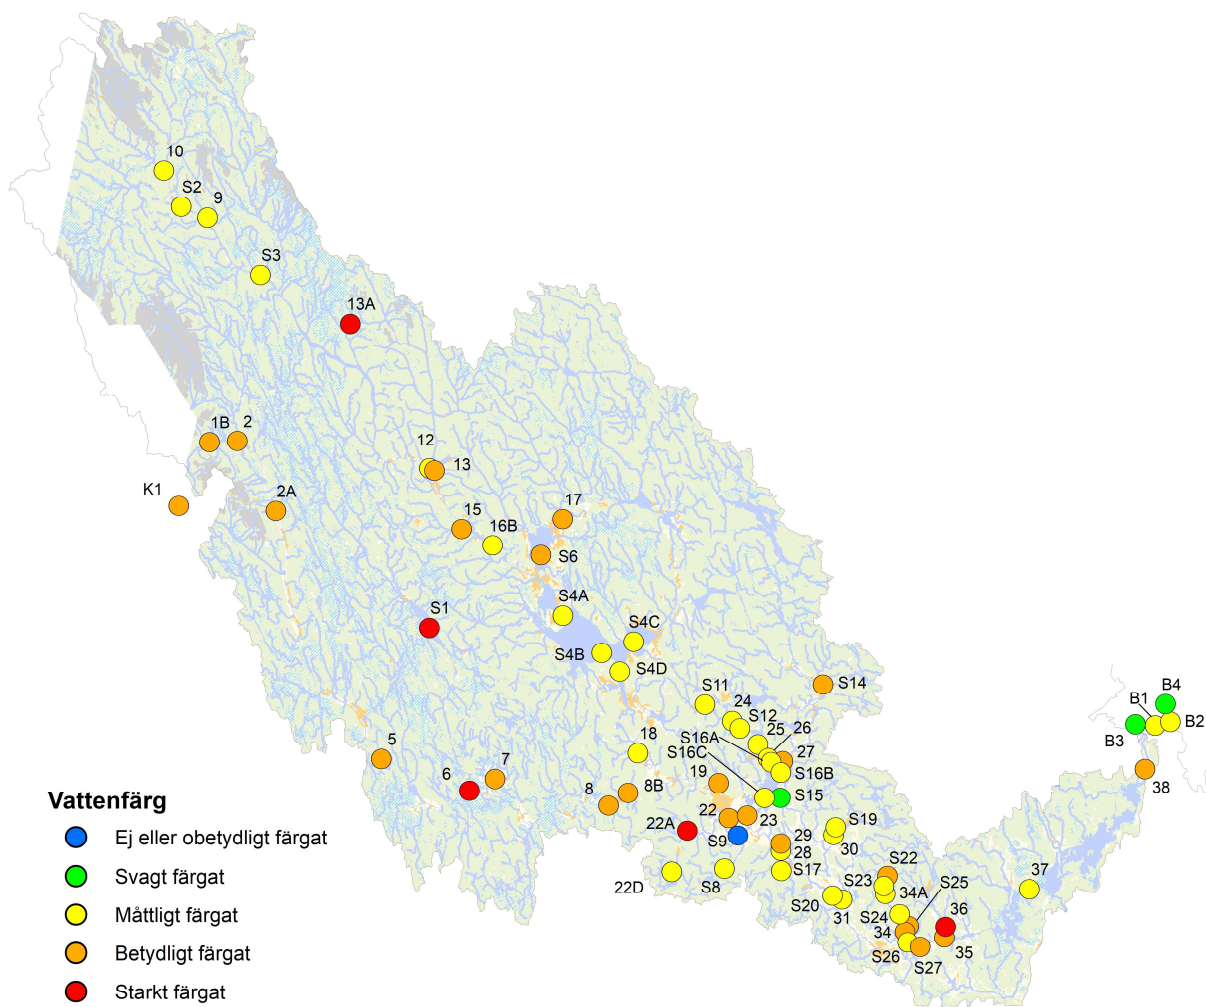 10
S2
9
S3
13A
1B
2
12
13
K1
2A
17
15
16B
S6
S4A
S1
S4C
S4B
S4D
S14
B4
B1
B2
B3
S11
24
S12
25
26
S16A
18
S16C
27
5
7
6
S16B
38
19
8B
8
S15
Vattenfärg
22
23
22A
S19
Ej eller obetydligt färgat
S9
29
30
28
S22
37
Svagt färgat
22D
S8
S17
S23
S25
34A
S20
31
36
Måttligt färgat
S24
34
Betydligt färgat
S26
35
S27
Starkt färgat